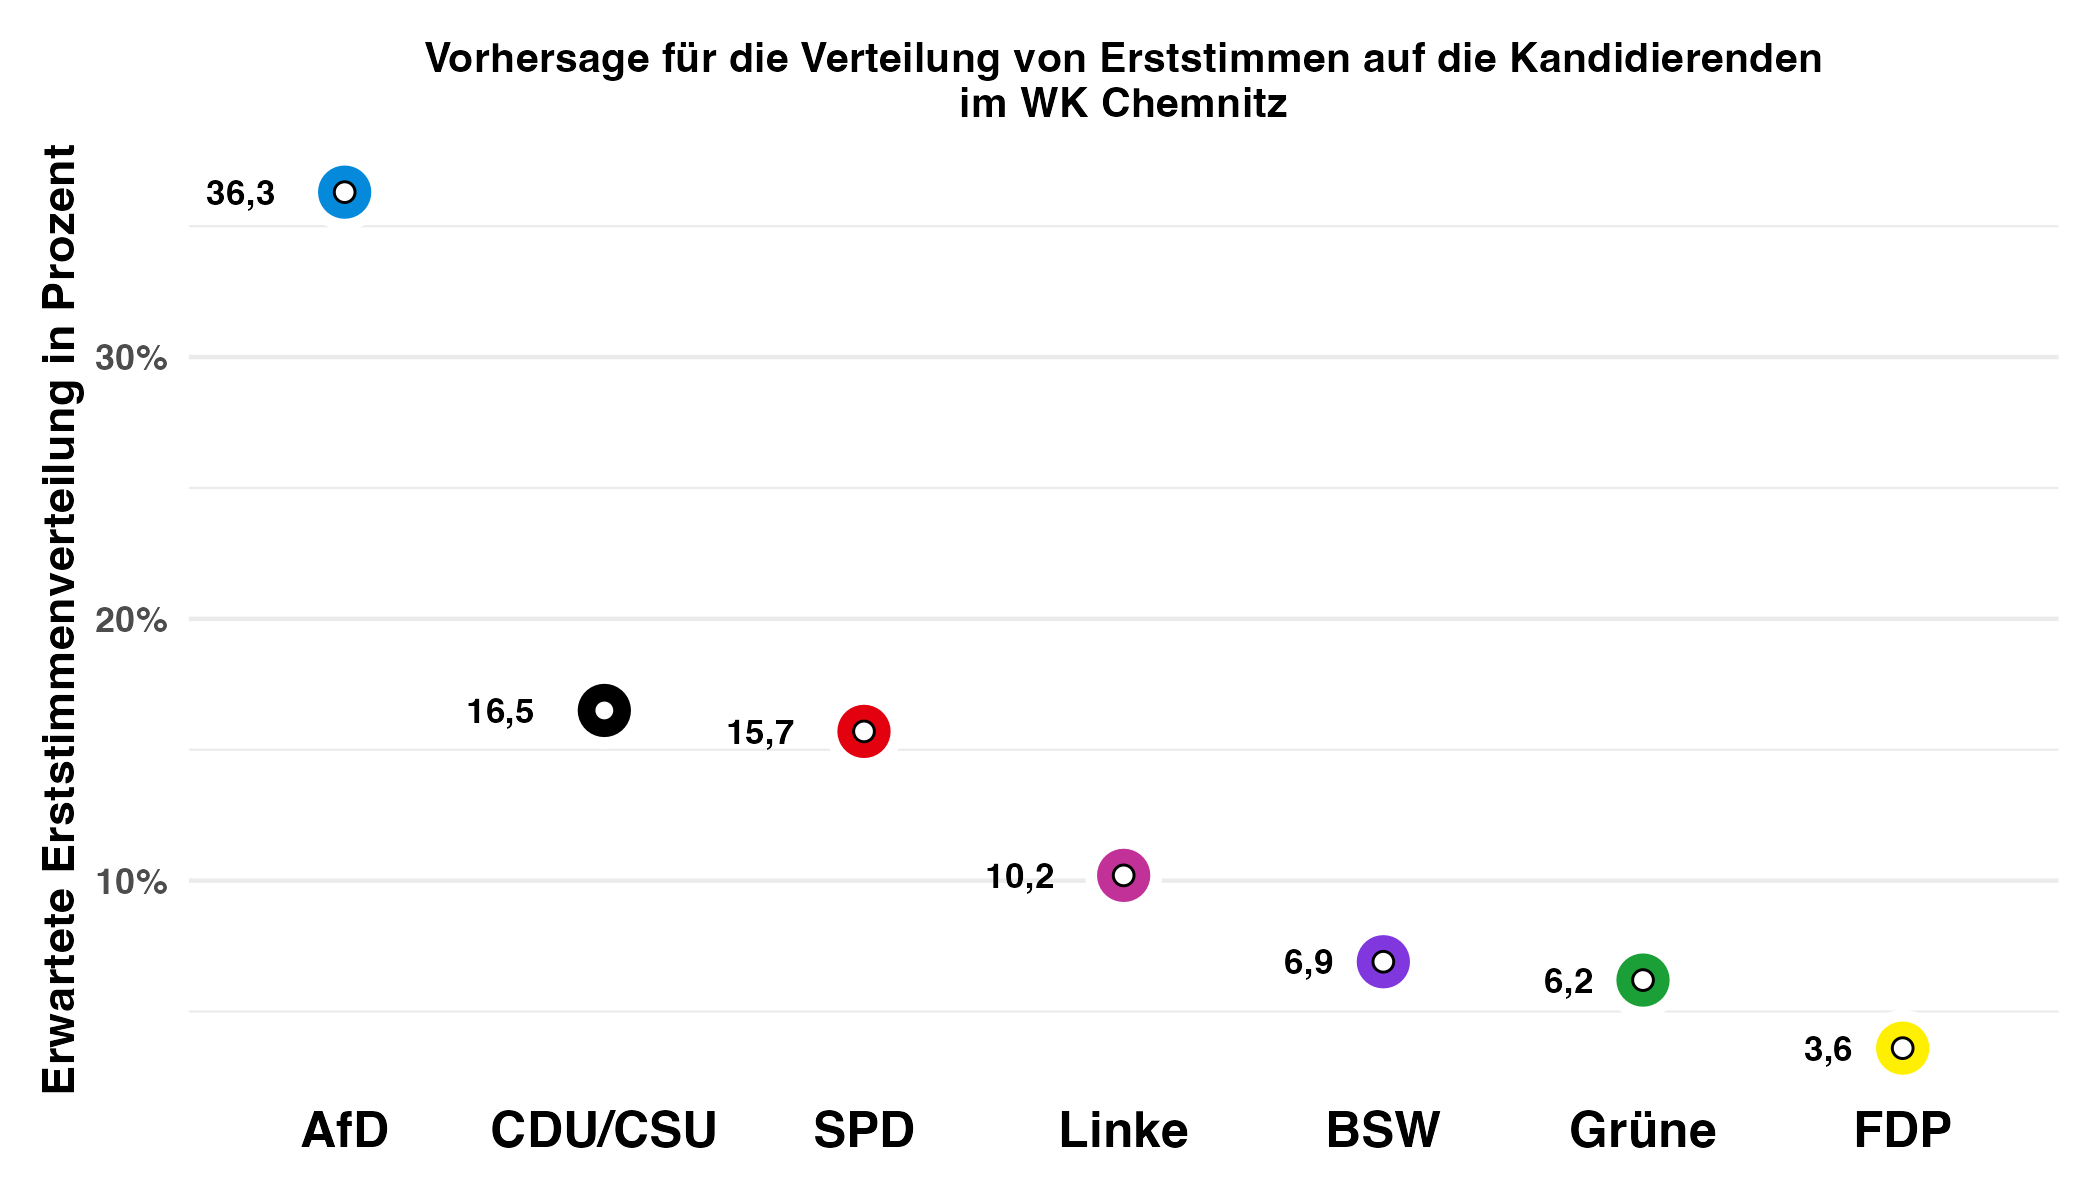 Vorhersage für die Verteilung von Erststimmen auf die Kandidierenden
im WK Chemnitz
Erwartete Erststimmenverteilung in Prozent
30%
20%
10%
36,3
16,5
15,7
10,2
6,9
6,2
3,6
AfD
CDU/CSU
SPD
Linke
BSW
Grüne
FDP